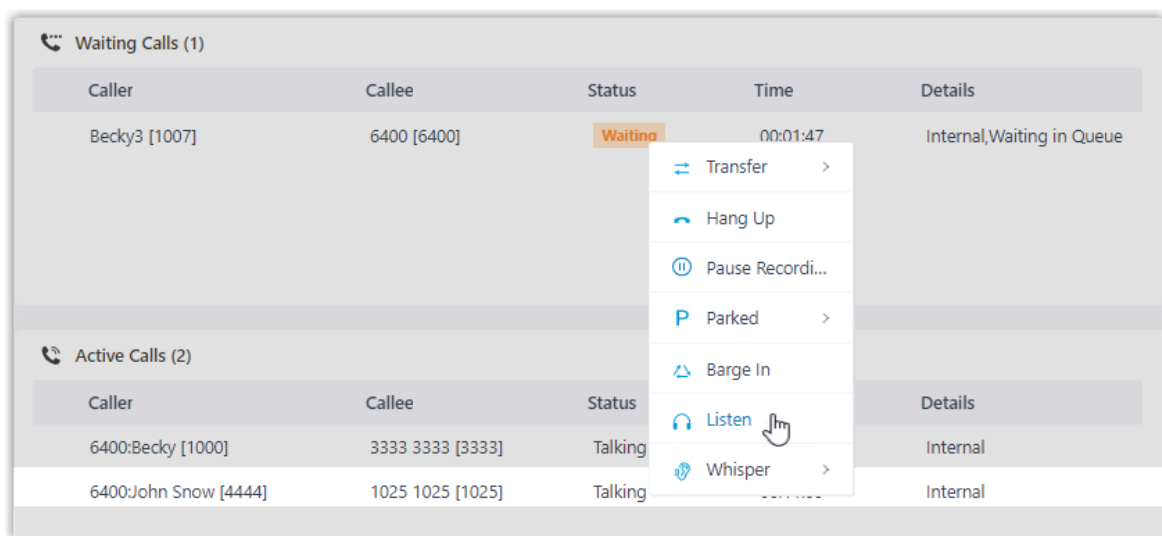 Waiting Calls (1)
Caller Callee Status Time Details
Becky3 [1007] 6400 [6400] Waiting 00:01:47 Internal,Waiting in Queue
Transfer
Hang Up
Pause Recordi...
P Parked
Active Calls (2)
Barge In
Caller Callee Status Details
Listen
6400:Becky [1000] 3333 3333 [3333] Talking Internal
Whisper
6400:John Snow [4444] 1025 1025 [1025] Talking Internal